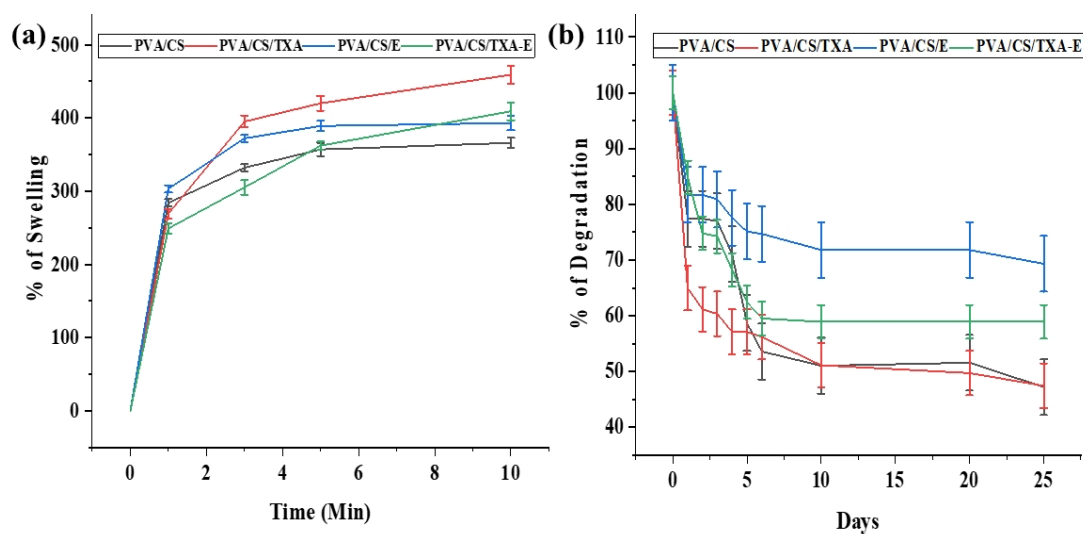 (a)
PVA/CS PVA/CS/TXA PVA/CS/E PVA/CS/TXA-E
500
400
300
200
100
0
% of Swelling
0 2 4 6 8 10
Time (Min)
(b)
PVA/CS PVA/CS/TXA PVA/CS/E PVA/CS/TXA-E
110
100
90
80
70
60
50
40
% of Degradation
0 5 10 15 20 25
Days